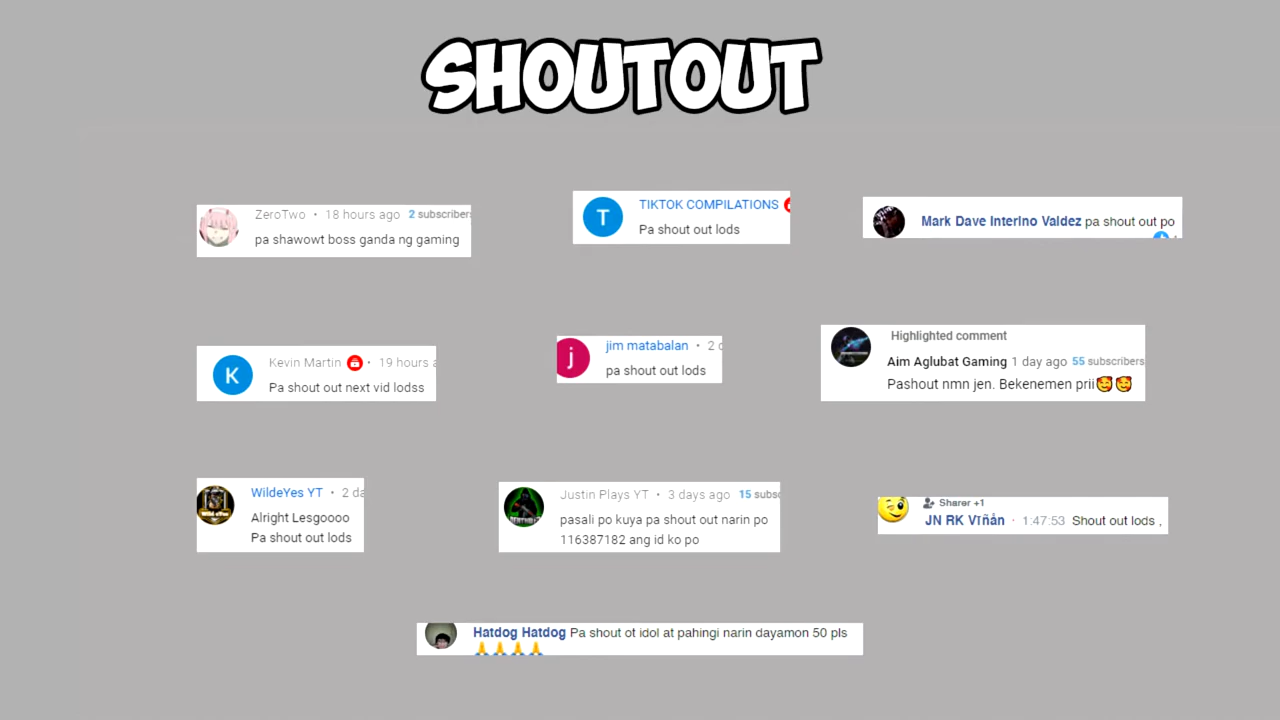 SHOUTOUT
ZeroTwo • 18 hours ago 2 subscribers
pa shawowt boss ganda ng gaming
TIKTOK COMPILATIONS
Pa shout out lods
Mark Dave Interino Valdez pa shout out po
Kevin Martin • 19 hours a
Pa shout out next vid lodss
jim matabalan • 2 d
pa shout out lods
Highlighted comment
Aim Aglubat Gaming 1 day ago 55 subscribers
Pashout nmn jen. Bekenemen prii🥰🥰
WildeYes YT • 2 da
Alright Lesgoooo
Pa shout out lods
Justin Plays YT • 3 days ago 15 subsc
pasali po kuya pa shout out narin po
116387182 ang id ko po
Sharer +1
JN RK Vîñån · 1:47:53 Shout out lods ,
Hatdog Hatdog Pa shout ot idol at pahingi narin dayamon 50 pls
🙏🙏🙏🙏